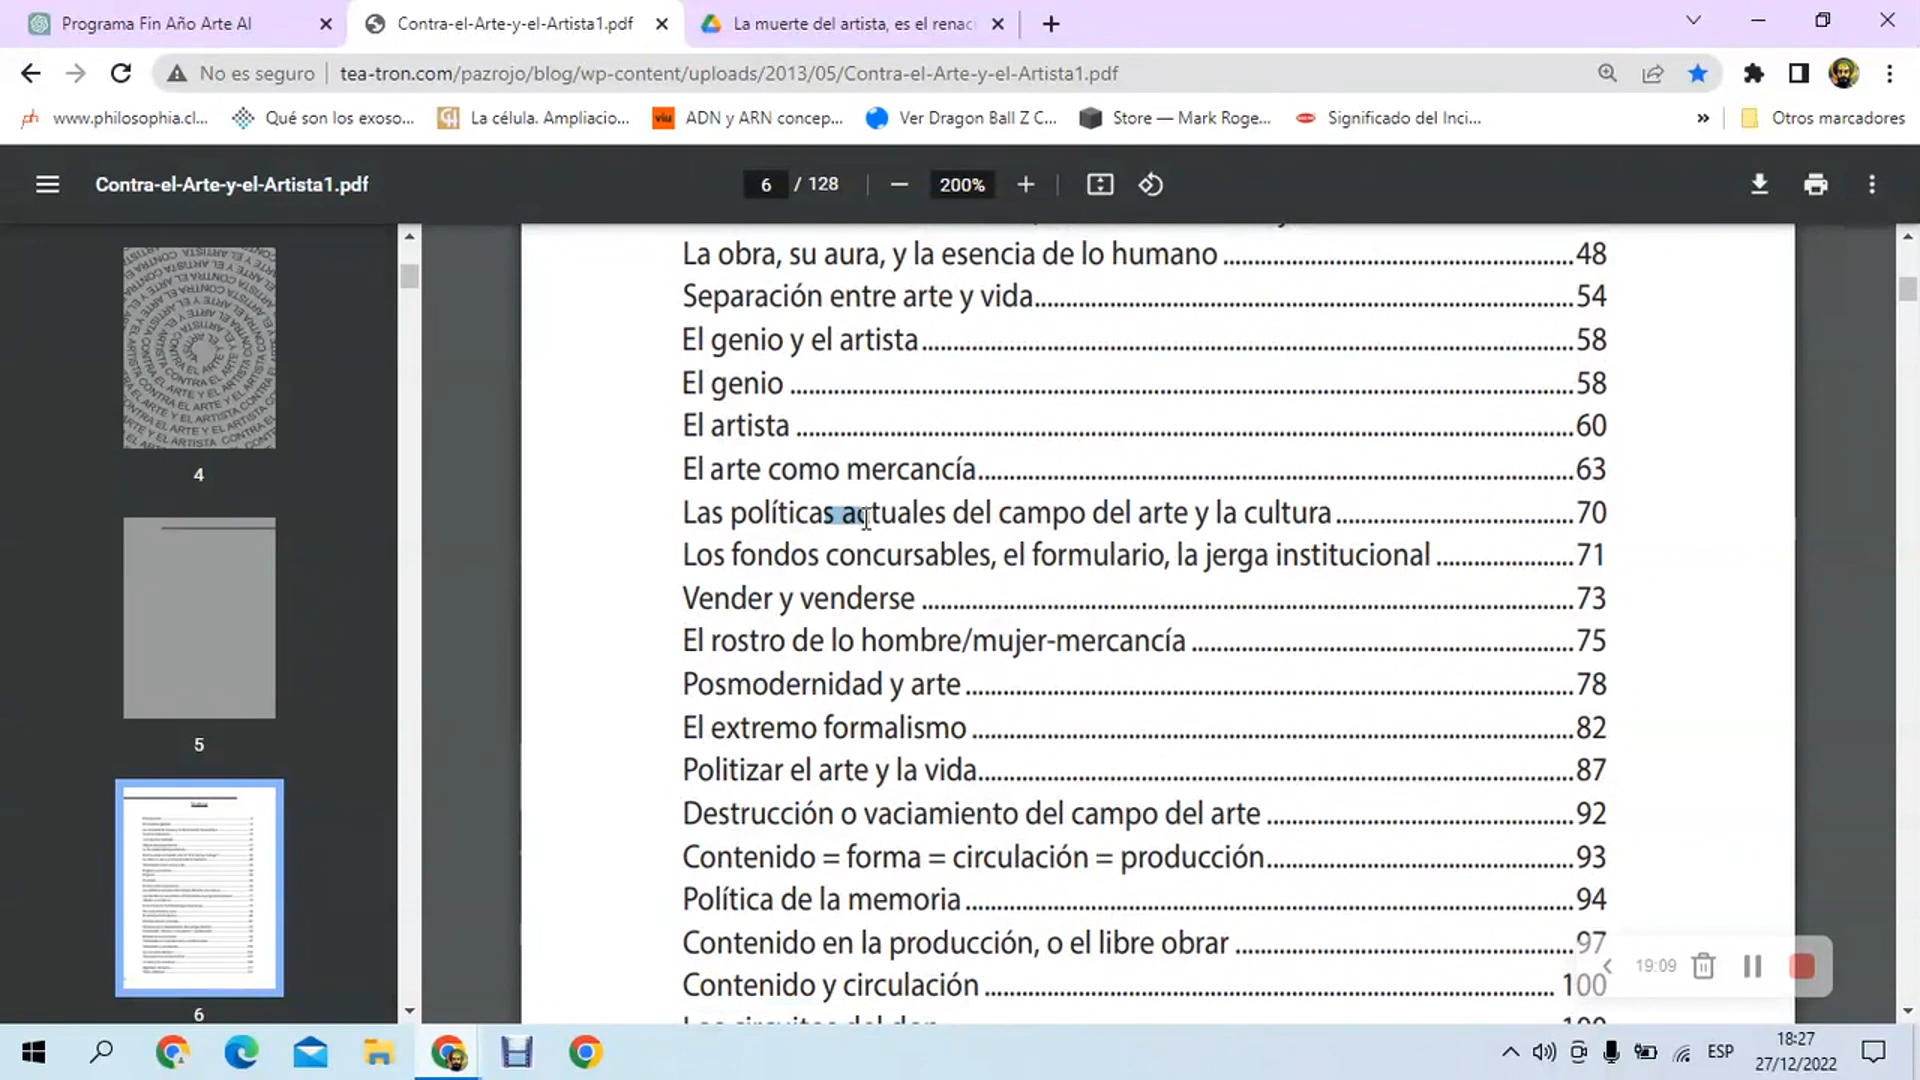 Programa Fin Año Arte AI
Contra-el-Arte-y-el-Artista1.pdf
La muerte del artista, es el renac
No es seguro
tea-tron.com/pazrojo/blog/wp-content/uploads/2013/05/Contra-el-Arte-y-el-Artista1.pdf
www.philosophia.cl...
Qué son los exoso...
La célula. Ampliacio...
viu
ADN y ARN concep...
Ver Dragon Ball Z C...
Store — Mark Roge...
Significado del Inci...
»
Otros marcadores
Contra-el-Arte-y-el-Artista1.pdf
6 / 128
200%
4
5
6
La obra, su aura, y la esencia de lo humano ... 48
Separación entre arte y vida... 54
El genio y el artista... 58
El genio ... 58
El artista ... 60
El arte como mercancía... 63
Las políticas actuales del campo del arte y la cultura ... 70
Los fondos concursables, el formulario, la jerga institucional ... 71
Vender y venderse ... 73
El rostro de lo hombre/mujer-mercancía ... 75
Posmodernidad y arte ... 78
El extremo formalismo ... 82
Politizar el arte y la vida... 87
Destrucción o vaciamiento del campo del arte ... 92
Contenido = forma = circulación = producción... 93
Política de la memoria ... 94
Contenido en la producción, o el libre obrar ... 97
Contenido y circulación ... 100
19:09
ESP
18:27
27/12/2022